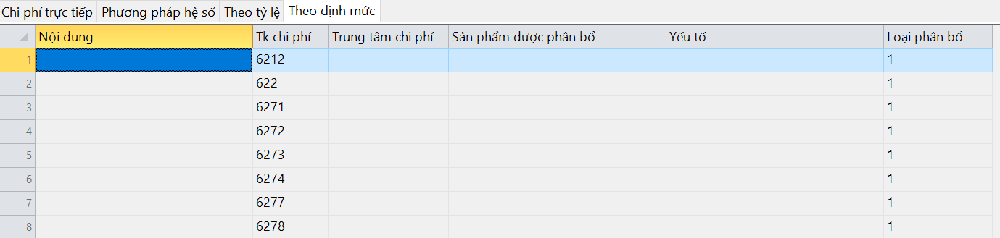 Chi phí trực tiếp Phương pháp hệ số Theo tỷ lệ Theo định mức
Nội dung Tk chi phí Trung tâm chi phí Sản phẩm được phân bổ Yếu tố Loại phân bổ
1 6212 1
2 622 1
3 6271 1
4 6272 1
5 6273 1
6 6274 1
7 6277 1
8 6278 1